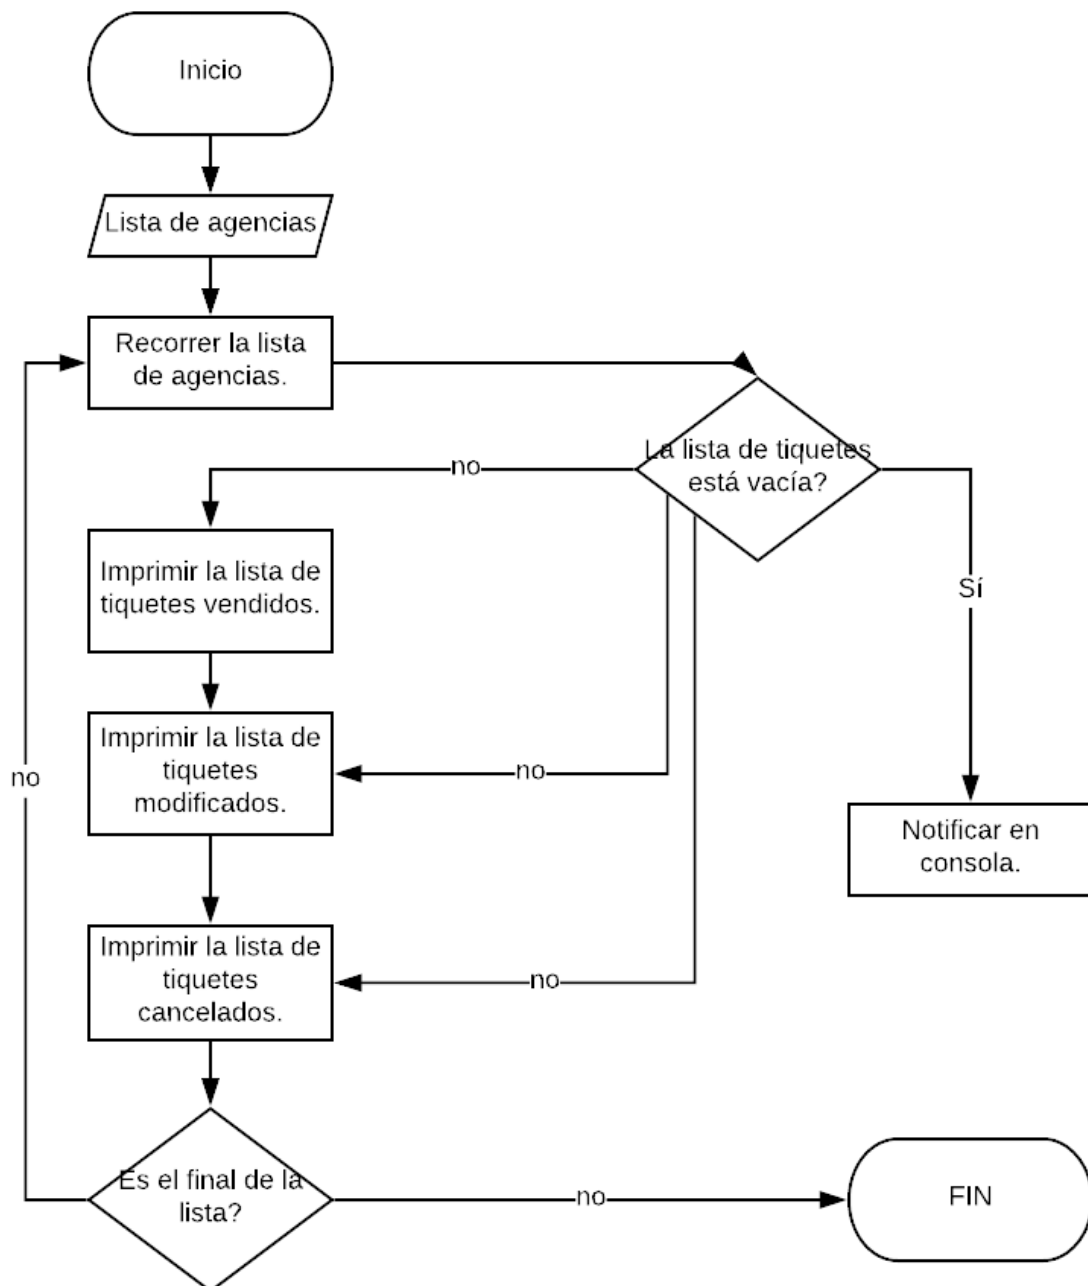 Inicio
Lista de agencias
Recorrer la lista
de agencias.
La lista de tiquetes
está vacía?
no
Sí
Imprimir la lista de
tiquetes vendidos.
Imprimir la lista de
tiquetes
modificados.
no
no
Notificar en
consola.
Imprimir la lista de
tiquetes
cancelados.
no
Es el final de la
lista?
no
FIN